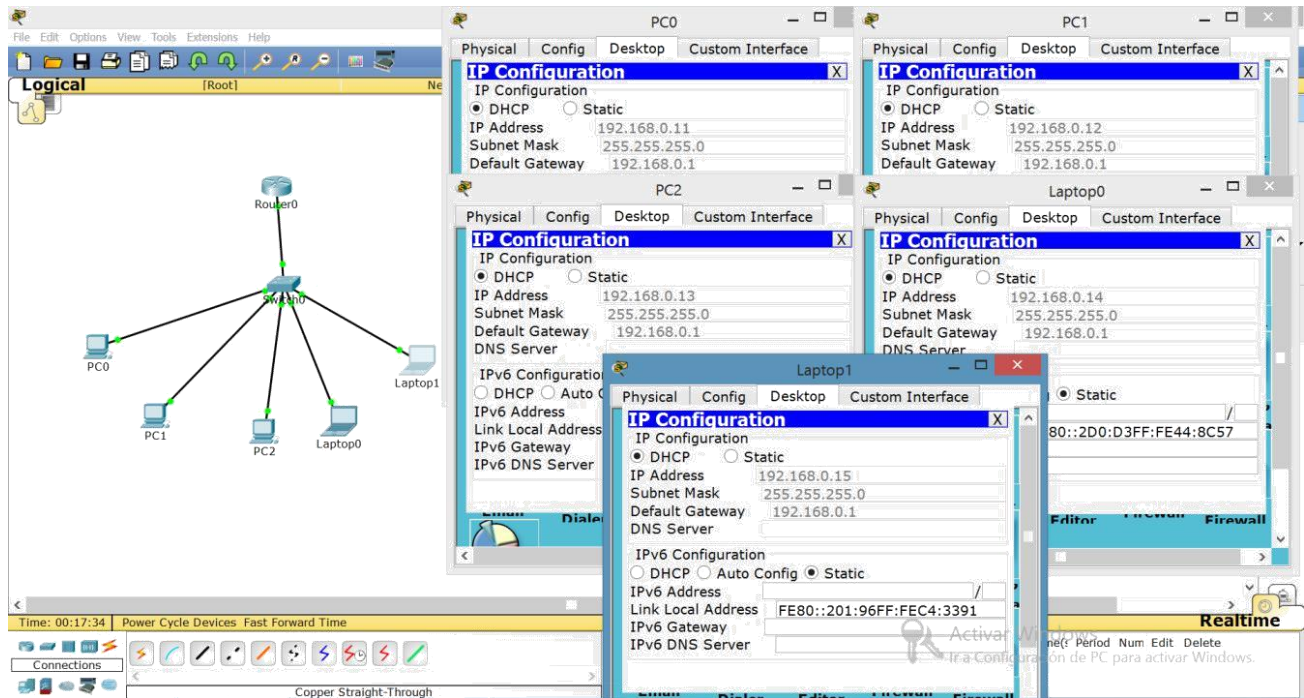 File Edit Options View Tools Extensions Help
Logical
[Root]
Ne
Router0
Switch0
PC0
PC1
PC2
Laptop0
Laptop1
PC0
Physical Config Desktop Custom Interface
IP Configuration X
IP Configuration
DHCP Static
IP Address 192.168.0.11
Subnet Mask 255.255.255.0
Default Gateway 192.168.0.1
PC1
Physical Config Desktop Custom Interface
IP Configuration X
IP Configuration
DHCP Static
IP Address 192.168.0.12
Subnet Mask 255.255.255.0
Default Gateway 192.168.0.1
PC2
Physical Config Desktop Custom Interface
IP Configuration X
IP Configuration
DHCP Static
IP Address 192.168.0.13
Subnet Mask 255.255.255.0
Default Gateway 192.168.0.1
DNS Server
IPv6 Configuratio
DHCP Auto C
IPv6 Address
Link Local Address
IPv6 Gateway
IPv6 DNS Server
Email
Diale
Laptop0
Physical Config Desktop Custom Interface
IP Configuration X
IP Configuration
DHCP Static
IP Address 192.168.0.14
Subnet Mask 255.255.255.0
Default Gateway 192.168.0.1
DNS Server
Static
/
80::2D0:D3FF:FE44:8C57
Editor Firewall Firewall
Laptop1
Physical Config Desktop Custom Interface
IP Configuration X
IP Configuration
DHCP Static
IP Address 192.168.0.15
Subnet Mask 255.255.255.0
Default Gateway 192.168.0.1
DNS Server
IPv6 Configuration
DHCP Auto Config Static
IPv6 Address /
Link Local Address FE80::201:96FF:FEC4:3391
IPv6 Gateway
IPv6 DNS Server
Email Dialer Editor Firewall Firewall
Time: 00:17:34 Power Cycle Devices Fast Forward Time
Realtime
Connections
Copper Straight-Through
Period Num Edit Delete
Activar Windows
Ir a Configuración de PC para activar Windows.